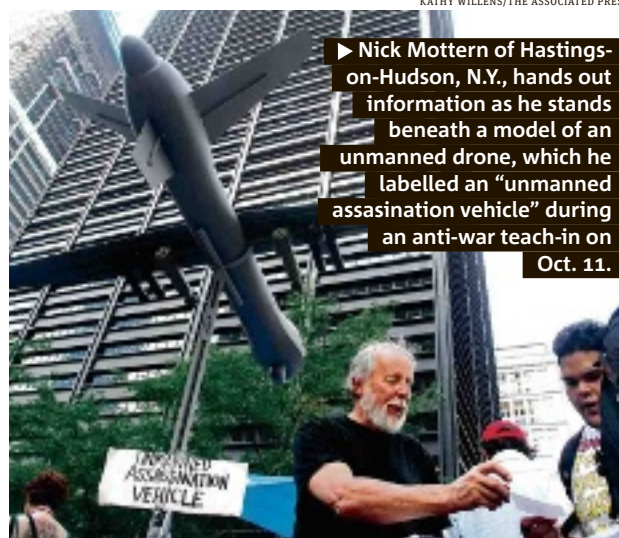 KATHY WILLENS/THE ASSOCIATED PRES
▶ Nick Mottern of Hastings-
on-Hudson, N.Y., hands out
information as he stands
beneath a model of an
unmanned drone, which he
labelled an “unmanned
assasination vehicle” during
an anti-war teach-in on
Oct. 11.
UNMANNED
ASSASSINATION
VEHICLE